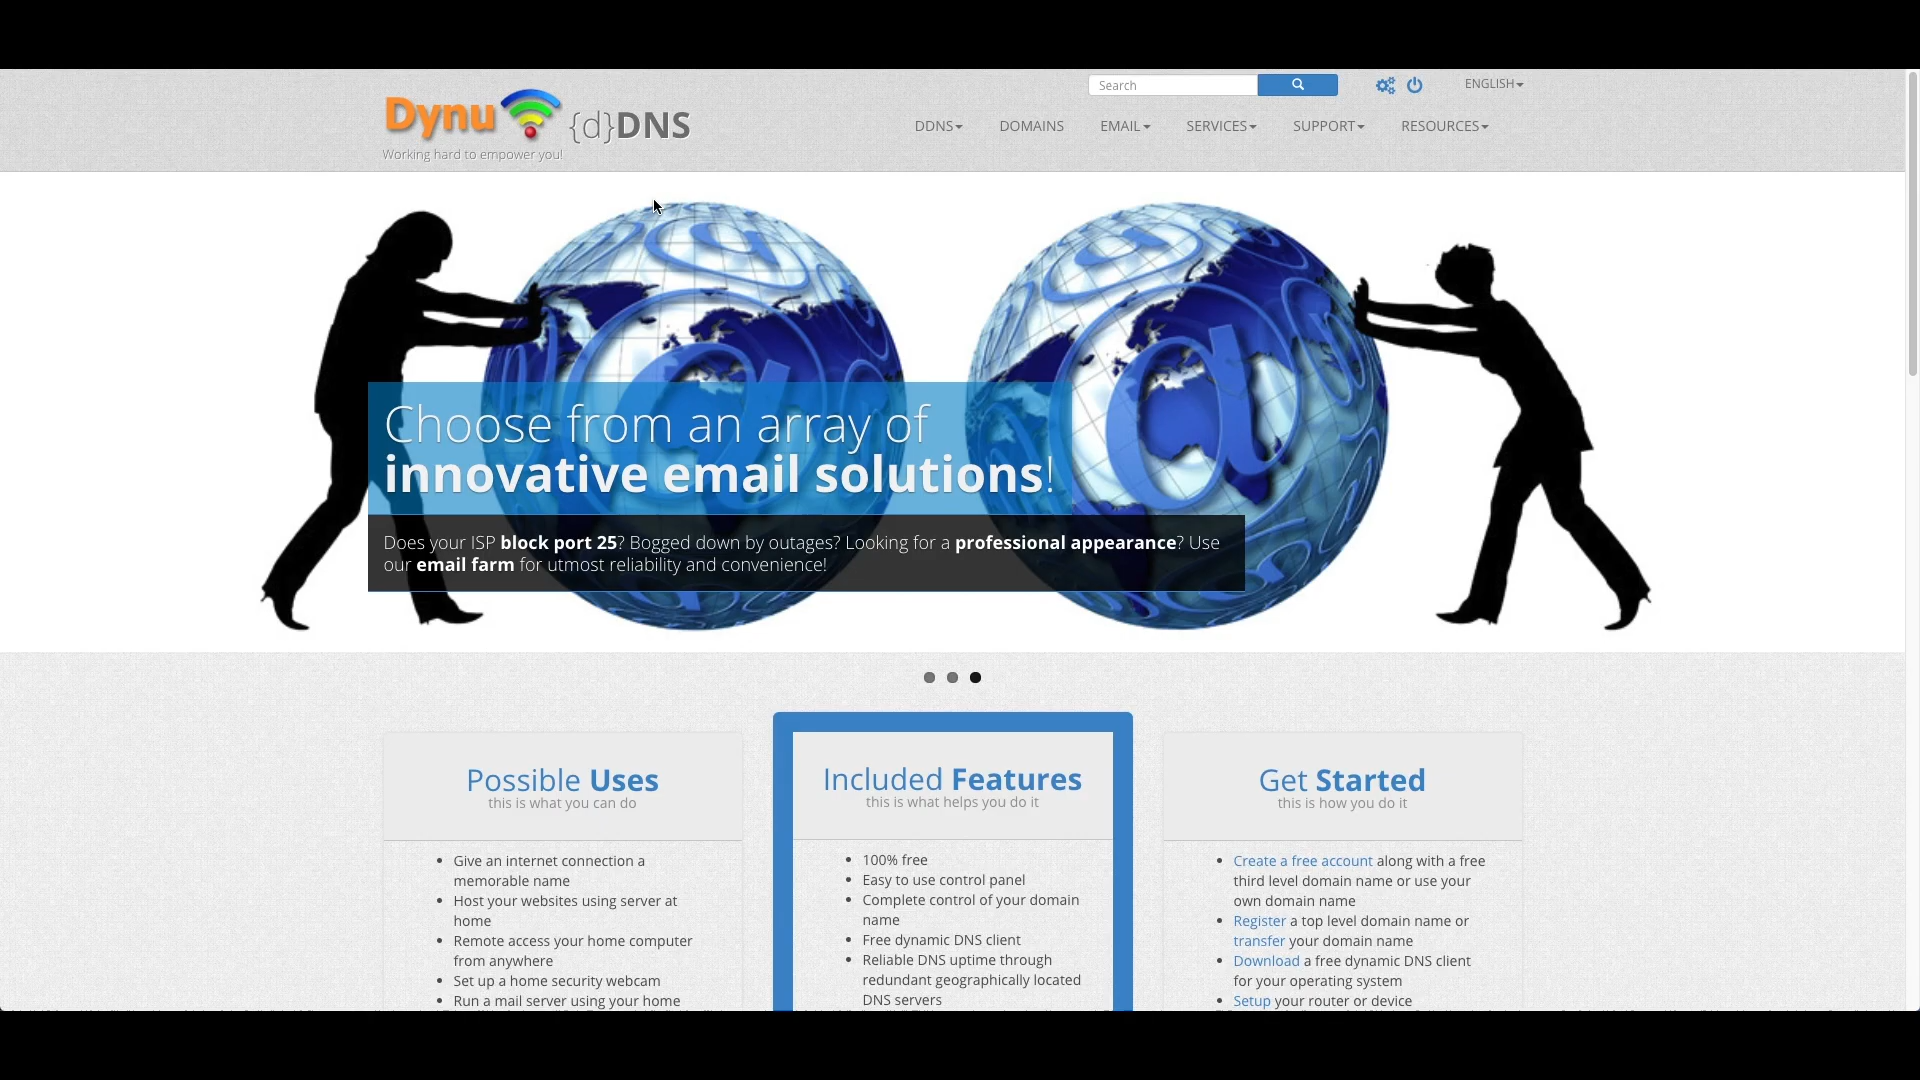 Search
ENGLISH
Dynu {d}DNS
Working hard to empower you!
DDNS DOMAINS EMAIL SERVICES SUPPORT RESOURCES
Choose from an array of
innovative email solutions!
Does your ISP block port 25? Bogged down by outages? Looking for a professional appearance? Use
our email farm for utmost reliability and convenience!
Possible Uses
this is what you can do
Give an internet connection a
memorable name
Host your websites using server at
home
Remote access your home computer
from anywhere
Set up a home security webcam
Run a mail server using your home
Included Features
this is what helps you do it
100% free
Easy to use control panel
Complete control of your domain
name
Free dynamic DNS client
Reliable DNS uptime through
redundant geographically located
DNS servers
Get Started
this is how you do it
Create a free account along with a free
third level domain name or use your
own domain name
Register a top level domain name or
transfer your domain name
Download a free dynamic DNS client
for your operating system
Setup your router or device